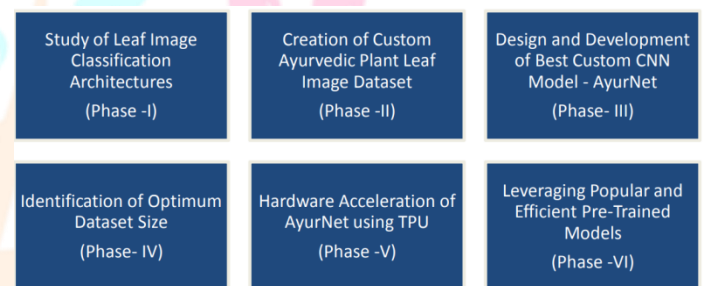 Study of Leaf Image
Classification
Architectures
(Phase -I)
Creation of Custom
Ayurvedic Plant Leaf
Image Dataset
(Phase -II)
Design and Development
of Best Custom CNN
Model - AyurNet
(Phase- III)
Identification of Optimum
Dataset Size
(Phase- IV)
Hardware Acceleration of
AyurNet using TPU
(Phase -V)
Leveraging Popular and
Efficient Pre-Trained
Models
(Phase -VI)